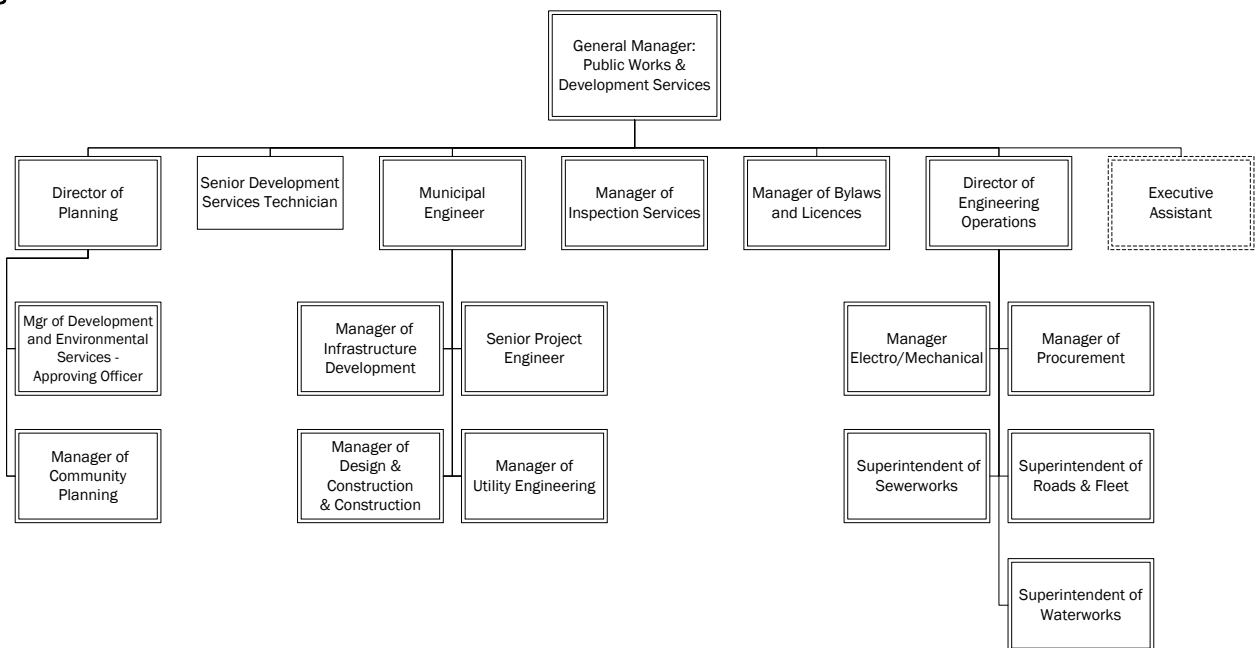 General Manager:
Public Works &
Development Services
Director of
Planning
Senior Development
Services Technician
Municipal
Engineer
Manager of
Inspection Services
Manager of Bylaws
and Licences
Director of
Engineering
Operations
Executive
Assistant
Mgr of Development
and Environmental
Services -
Approving Officer
Manager of
Infrastructure
Development
Senior Project
Engineer
Manager
Electro/Mechanical
Manager of
Procurement
Manager of
Community
Planning
Manager of
Design &
Construction
& Construction
Manager of
Utility Engineering
Superintendent of
Sewerworks
Superintendent of
Roads & Fleet
Superintendent of
Waterworks